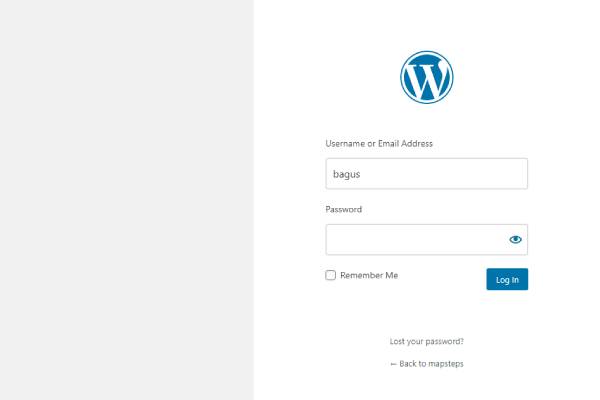 Username or Email Address
bagus
Password
Remember Me
Log In
Lost your password?
← Back to mapsteps